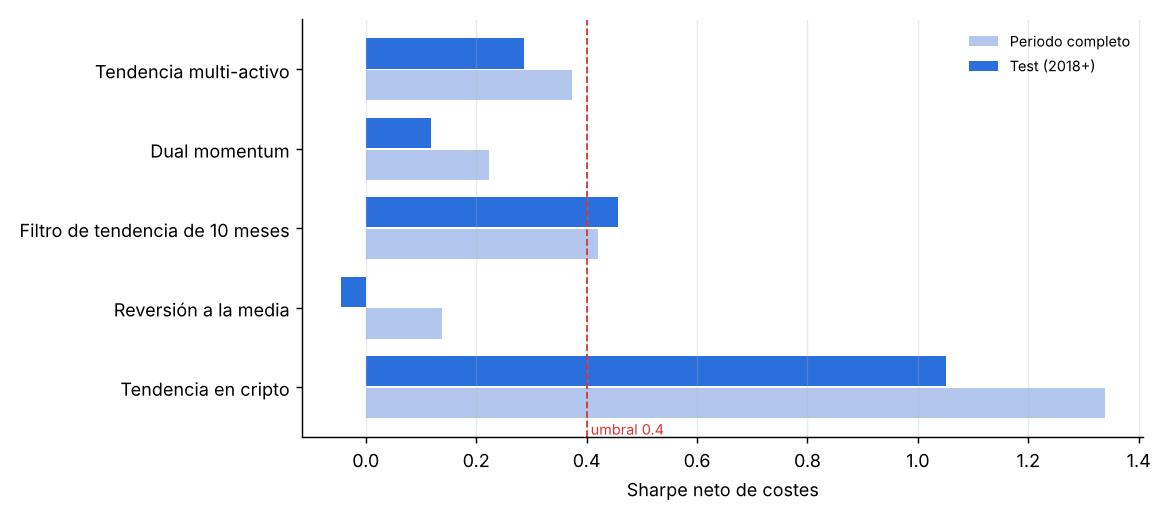 Periodo completo
Test (2018+)
Tendencia multi-activo
Dual momentum
Filtro de tendencia de 10 meses
Reversión a la media
Tendencia en cripto
umbral 0.4
0.0 0.2 0.4 0.6 0.8 1.0 1.2 1.4
Sharpe neto de costes